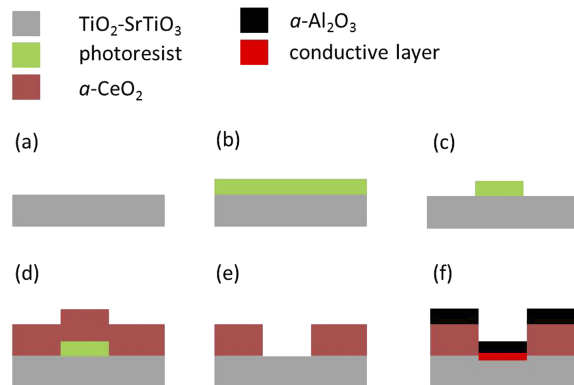 TiO₂-SrTiO₃
photoresist
a-CeO₂
a-Al₂O₃
conductive layer
(a)
(b)
(c)
(d)
(e)
(f)